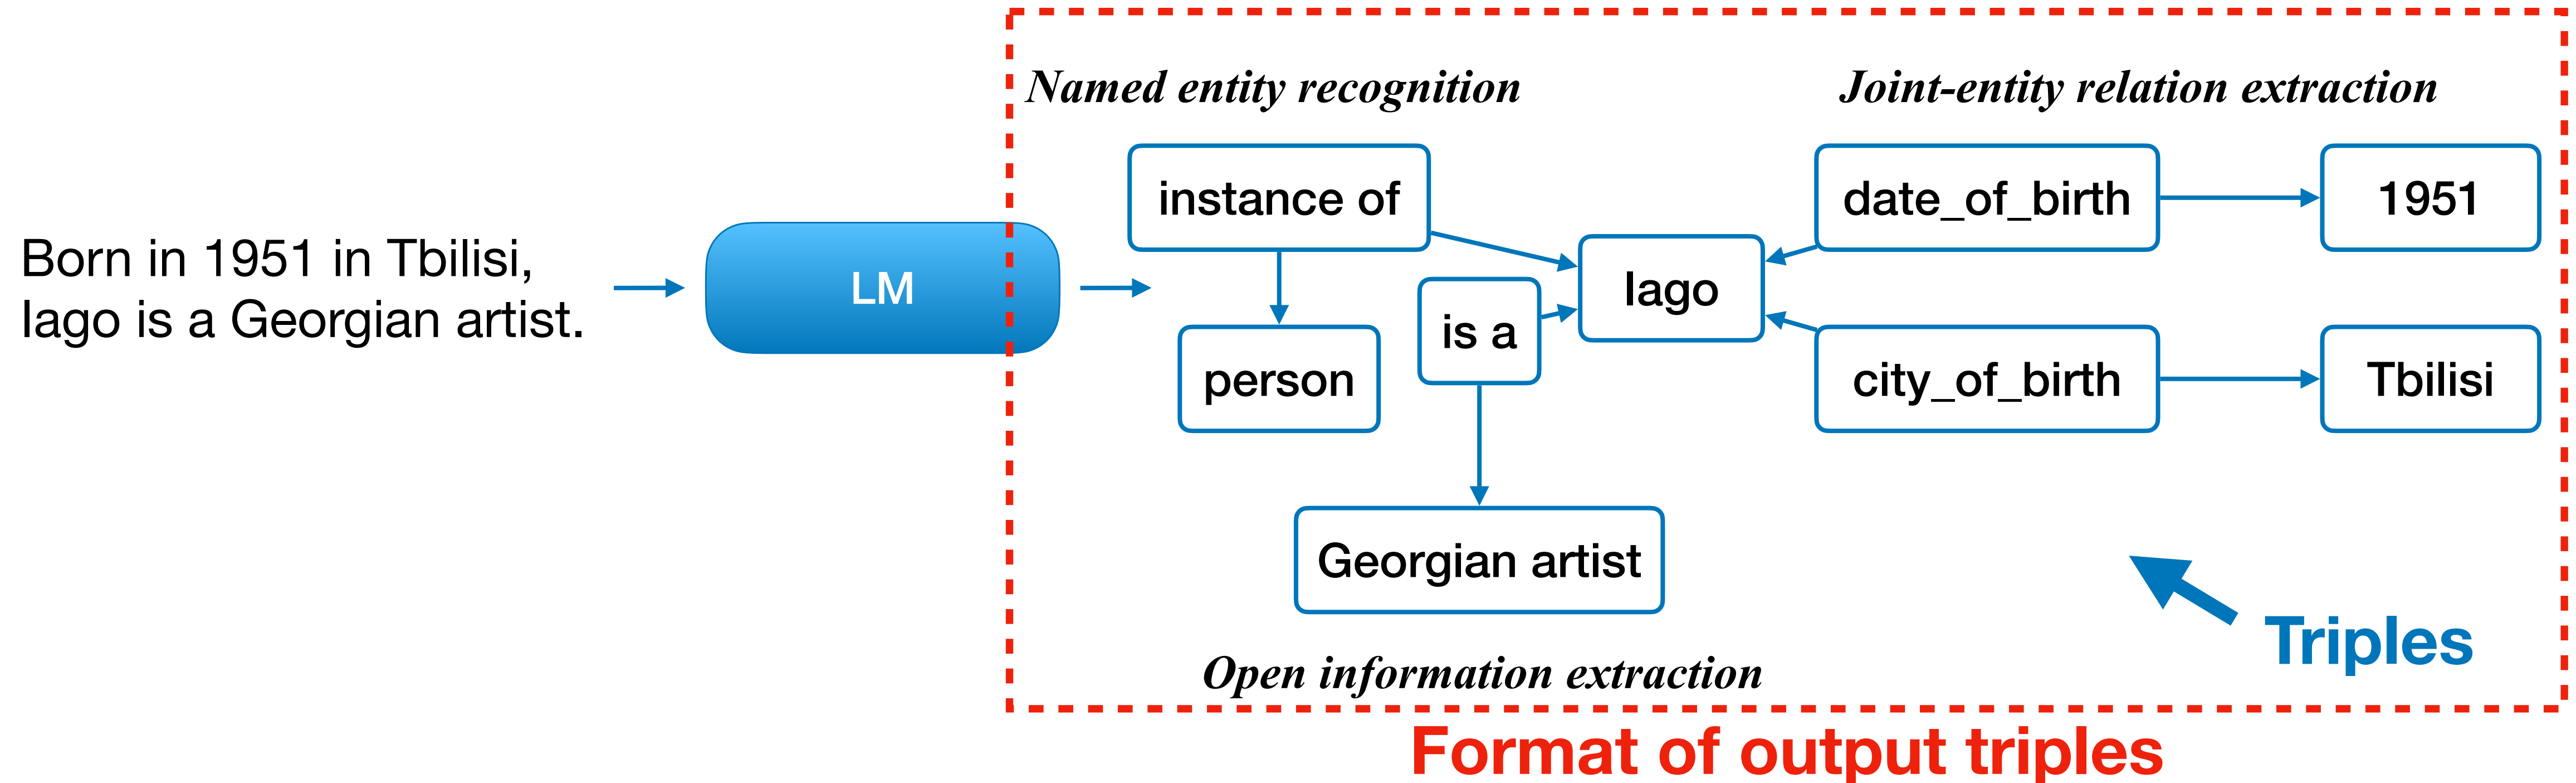 Born in 1951 in Tbilisi,
Iago is a Georgian artist.
LM
Named entity recognition
instance of
person
is a
Georgian artist
Open information extraction
Iago
Joint-entity relation extraction
date_of_birth
1951
city_of_birth
Tbilisi
Triples
Format of output triples